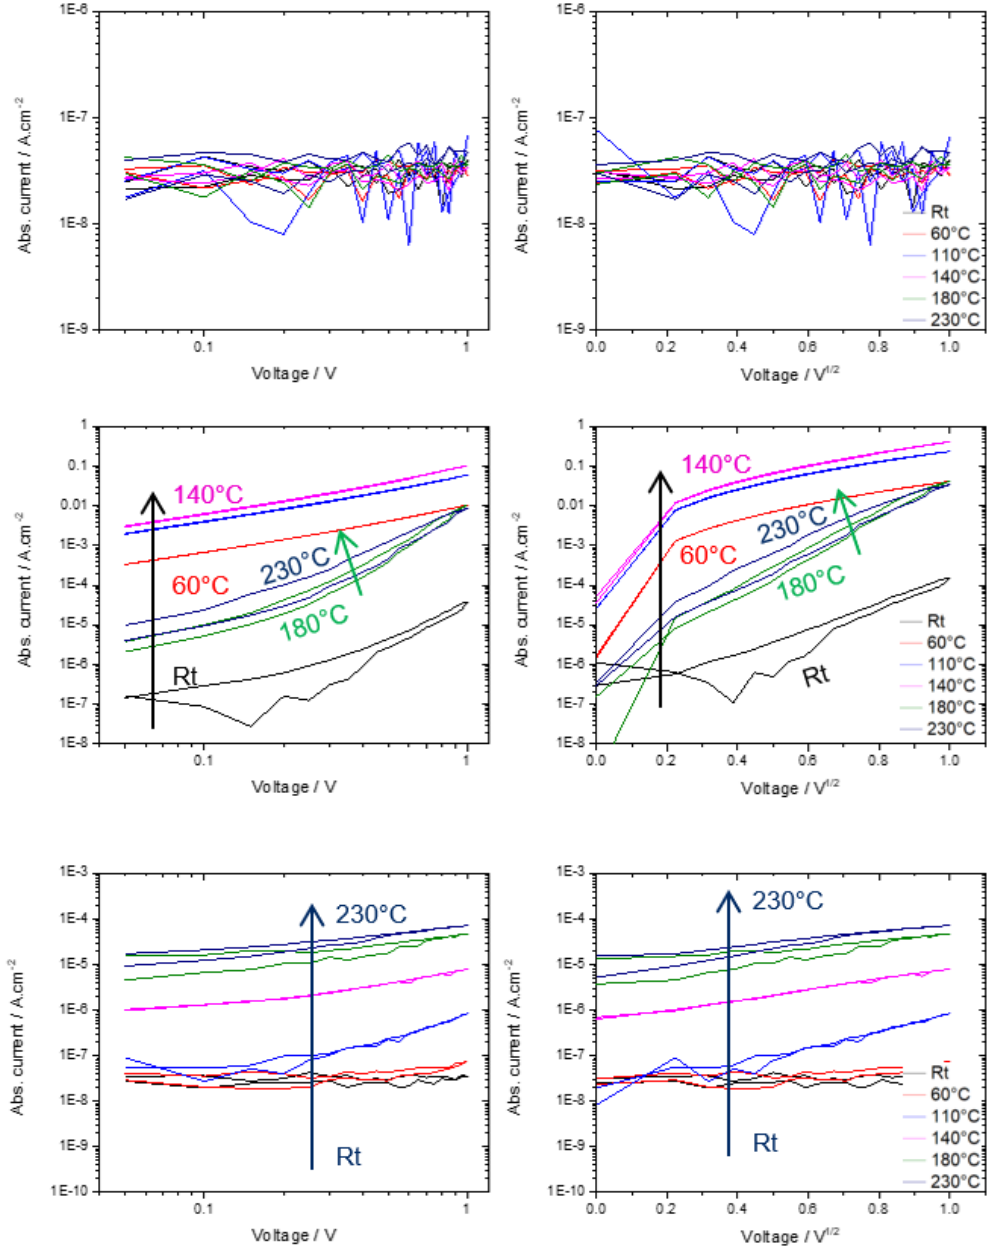 1E-6
1E-7
1E-8
1E-9
Abs. current / A.cm-2
0.1
1
Voltage / V
1E-6
1E-7
1E-8
1E-9
Abs. current / A.cm-2
Rt
60°C
110°C
140°C
180°C
230°C
0.0
0.2
0.4
0.6
0.8
1.0
Voltage / V1/2
1
0.1
0.01
1E-3
1E-4
1E-5
1E-6
1E-7
1E-8
Abs. current / A.cm-2
140°C
60°C
230°C
180°C
Rt
0.1
1
Voltage / V
1
0.1
0.01
1E-3
1E-4
1E-5
1E-6
1E-7
1E-8
Abs. current / A.cm-2
140°C
230°C
60°C
180°C
Rt
Rt
60°C
110°C
140°C
180°C
230°C
0.0
0.2
0.4
0.6
0.8
1.0
Voltage / V1/2
1E-3
1E-4
1E-5
1E-6
1E-7
1E-8
1E-9
1E-10
Abs. current / A.cm-2
230°C
Rt
0.1
1
Voltage / V
1E-3
1E-4
1E-5
1E-6
1E-7
1E-8
1E-9
1E-10
Abs. current / A.cm-2
230°C
Rt
Rt
60°C
110°C
140°C
180°C
230°C
0.0
0.2
0.4
0.6
0.8
1.0
Voltage / V1/2